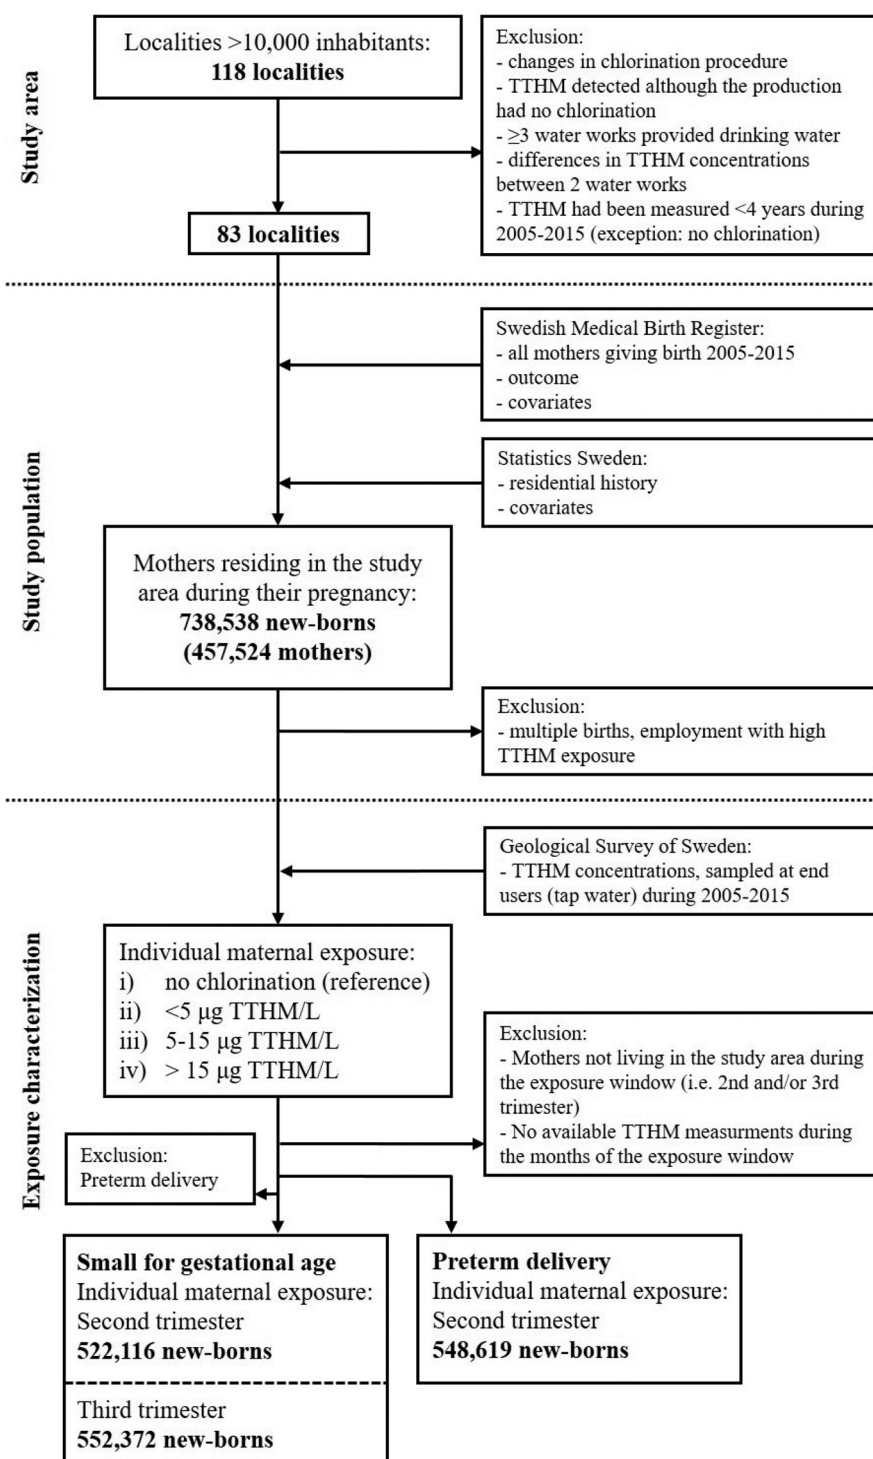 Study area
Localities >10,000 inhabitants:
118 localities
Exclusion:
- changes in chlorination procedure
- TTHM detected although the production
had no chlorination
- ≥3 water works provided drinking water
- differences in TTHM concentrations
between 2 water works
- TTHM had been measured <4 years during
2005-2015 (exception: no chlorination)
83 localities
Study population
Swedish Medical Birth Register:
- all mothers giving birth 2005-2015
- outcome
- covariates
Statistics Sweden:
- residential history
- covariates
Mothers residing in the study
area during their pregnancy:
738,538 new-borns
(457,524 mothers)
Exclusion:
- multiple births, employment with high
TTHM exposure
Exposure characterization
Geological Survey of Sweden:
- TTHM concentrations, sampled at end
users (tap water) during 2005-2015
Individual maternal exposure:
i) no chlorination (reference)
ii) <5 µg TTHM/L
iii) 5-15 µg TTHM/L
iv) > 15 µg TTHM/L
Exclusion:
- Mothers not living in the study area during
the exposure window (i.e. 2nd and/or 3rd
trimester)
- No available TTHM measurments during
the months of the exposure window
Exclusion:
Preterm delivery
Small for gestational age
Individual maternal exposure:
Second trimester
522,116 new-borns
Third trimester
552,372 new-borns
Preterm delivery
Individual maternal exposure:
Second trimester
548,619 new-borns